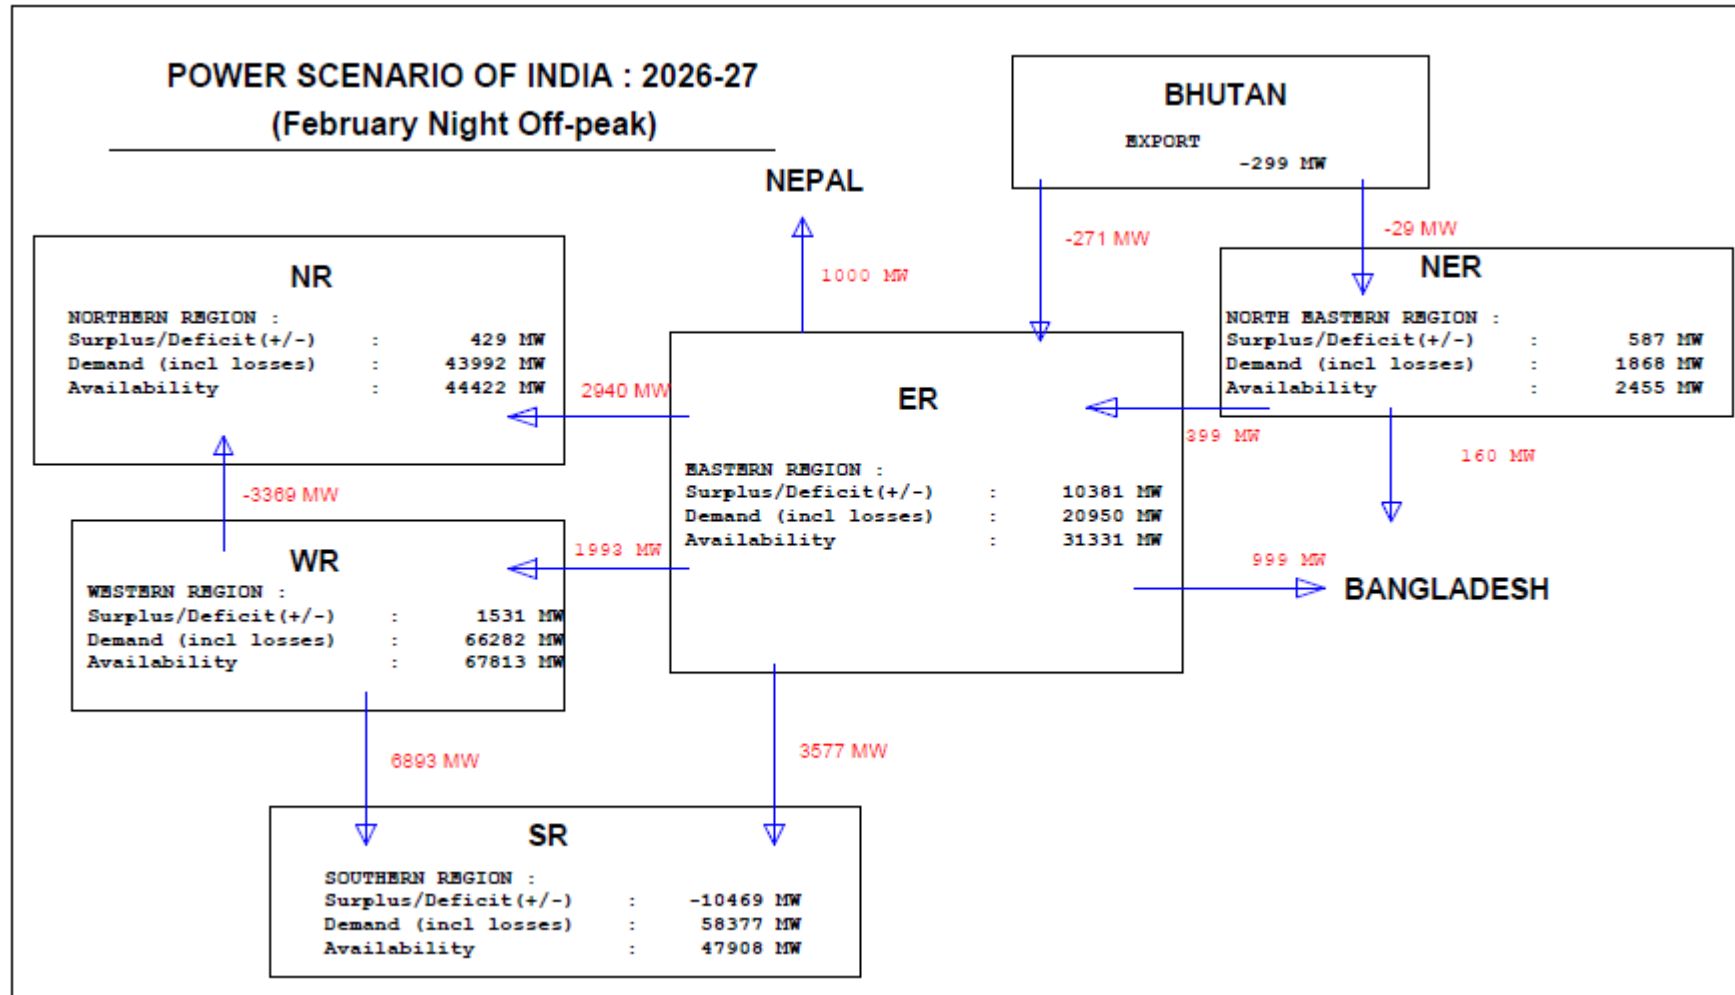 POWER SCENARIO OF INDIA : 2026-27
(February Night Off-peak)
BHUTAN
EXPORT
-299 MW
NEPAL
-271 MW
-29 MW
1000 MW
NR
NORTHERN REGION :
Surplus/Deficit(+/-) : 429 MW
Demand (incl losses) : 43992 MW
Availability : 44422 MW
NER
NORTH EASTERN REGION :
Surplus/Deficit(+/-) : 587 MW
Demand (incl losses) : 1868 MW
Availability : 2455 MW
2940 MW
399 MW
160 MW
ER
EASTERN REGION :
Surplus/Deficit(+/-) : 10381 MW
Demand (incl losses) : 20950 MW
Availability : 31331 MW
-3369 MW
1993 MW
999 MW
BANGLADESH
WR
WESTERN REGION :
Surplus/Deficit(+/-) : 1531 MW
Demand (incl losses) : 66282 MW
Availability : 67813 MW
6893 MW
3577 MW
SR
SOUTHERN REGION :
Surplus/Deficit(+/-) : -10469 MW
Demand (incl losses) : 58377 MW
Availability : 47908 MW